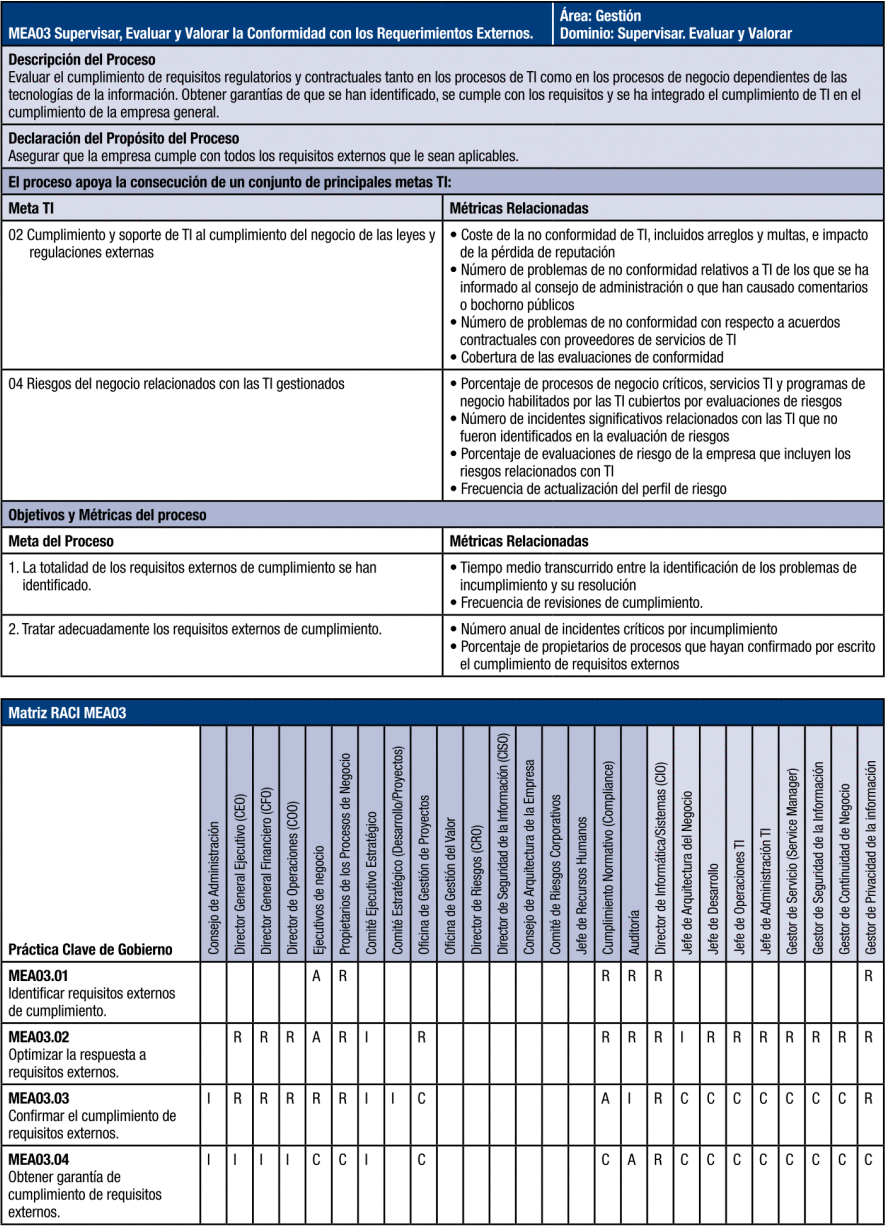 MEA03 Supervisar, Evaluar y Valorar la Conformidad con los Requerimientos Externos.
Área: Gestión
Dominio: Supervisar. Evaluar y Valorar
Descripción del Proceso
Evaluar el cumplimiento de requisitos regulatorios y contractuales tanto en los procesos de TI como en los procesos de negocio dependientes de las
tecnologías de la información. Obtener garantías de que se han identificado, se cumple con los requisitos y se ha integrado el cumplimiento de TI en el
cumplimiento de la empresa general.
Declaración del Propósito del Proceso
Asegurar que la empresa cumple con todos los requisitos externos que le sean aplicables.
El proceso apoya la consecución de un conjunto de principales metas TI:
Meta TI
Métricas Relacionadas
02 Cumplimiento y soporte de TI al cumplimiento del negocio de las leyes y
regulaciones externas
• Coste de la no conformidad de TI, incluidos arreglos y multas, e impacto
de la pérdida de reputación
• Número de problemas de no conformidad relativos a TI de los que se ha
informado al consejo de administración o que han causado comentarios
o bochorno públicos
• Número de problemas de no conformidad con respecto a acuerdos
contractuales con proveedores de servicios de TI
• Cobertura de las evaluaciones de conformidad
04 Riesgos del negocio relacionados con las TI gestionados
• Porcentaje de procesos de negocio críticos, servicios TI y programas de
negocio habilitados por las TI cubiertos por evaluaciones de riesgos
• Número de incidentes significativos relacionados con las TI que no
fueron identificados en la evaluación de riesgos
• Porcentaje de evaluaciones de riesgo de la empresa que incluyen los
riesgos relacionados con TI
• Frecuencia de actualización del perfil de riesgo
Objetivos y Métricas del proceso
Meta del Proceso
Métricas Relacionadas
1. La totalidad de los requisitos externos de cumplimiento se han
identificado.
• Tiempo medio transcurrido entre la identificación de los problemas de
incumplimiento y su resolución
• Frecuencia de revisiones de cumplimiento.
2. Tratar adecuadamente los requisitos externos de cumplimiento.
• Número anual de incidentes críticos por incumplimiento
• Porcentaje de propietarios de procesos que hayan confirmado por escrito
el cumplimiento de requisitos externos
Matriz RACI MEA03
Práctica Clave de Gobierno
Consejo de Administración
Director General Ejecutivo (CEO)
Director General Financiero (CFO)
Director de Operaciones (COO)
Ejecutivos de negocio
Propietarios de los Procesos de Negocio
Comité Ejecutivo Estratégico
Comité Estratégico (Desarrollo/Proyectos)
Oficina de Gestión de Proyectos
Oficina de Gestión del Valor
Director de Riesgos (CRO)
Director de Seguridad de la Información (CISO)
Consejo de Arquitectura de la Empresa
Comité de Riesgos Corporativos
Jefe de Recursos Humanos
Cumplimiento Normativo (Compliance)
Auditoría
Director de Informática/Sistemas (CIO)
Jefe de Arquitectura del Negocio
Jefe de Desarrollo
Jefe de Operaciones TI
Jefe de Administración TI
Gestor de Servicio (Service Manager)
Gestor de Seguridad de la Información
Gestor de Continuidad de Negocio
Gestor de Privacidad de la información
MEA03.01 A R R R R R
Identificar requisitos externos
de cumplimiento.
MEA03.02 R R R A R I R R R R I R R R R R R R
Optimizar la respuesta a
requisitos externos.
MEA03.03 I R R R R R I I C A I R C C C C C C C R
Confirmar el cumplimiento de
requisitos externos.
MEA03.04 I I I I C C I C C A R C C C C C C C C
Obtener garantía de
cumplimiento de requisitos
externos.